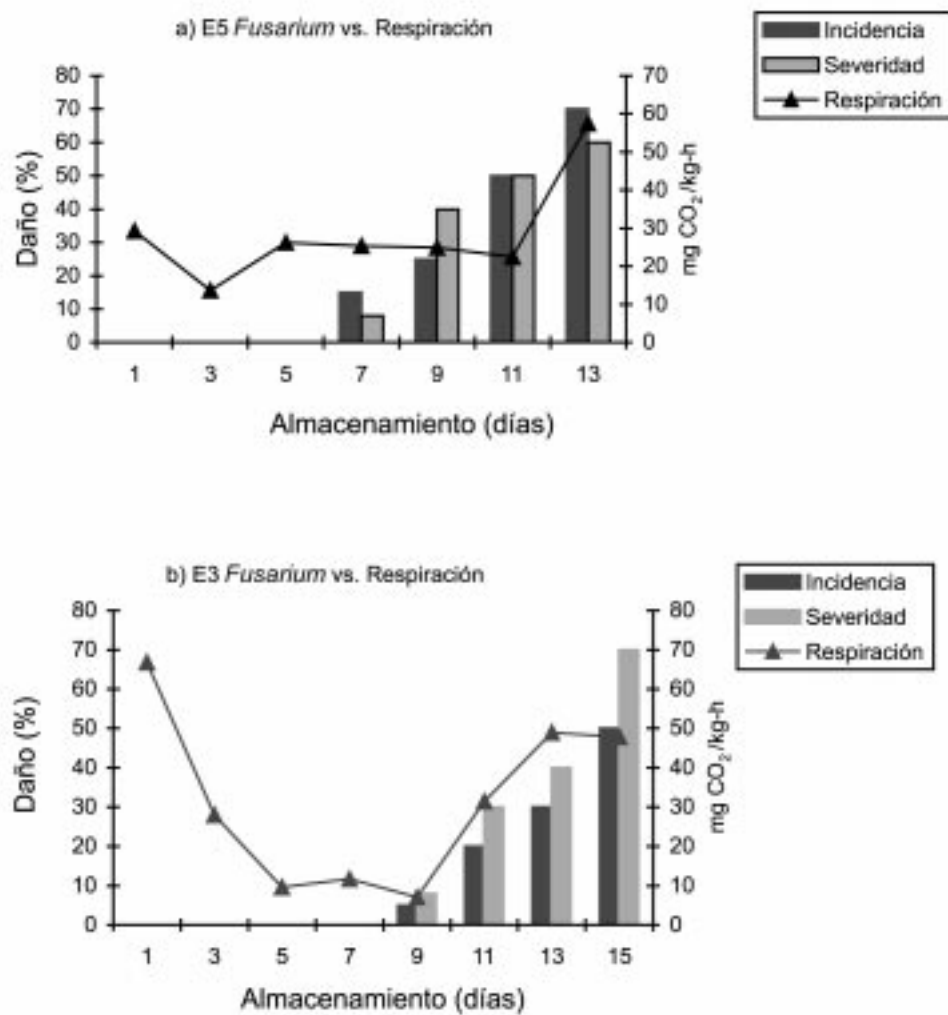 a) E5 Fusarium vs. Respiración
Incidencia
Severidad
Respiración
80
70
60
50
40
30
20
10
0
Daño (%)
70
60
50
40
30
20
10
0
mg CO₂/kg-h
1 3 5 7 9 11 13
Almacenamiento (días)
b) E3 Fusarium vs. Respiración
Incidencia
Severidad
Respiración
80
70
60
50
40
30
20
10
0
Daño (%)
80
70
60
50
40
30
20
10
0
mg CO₂/kg-h
1 3 5 7 9 11 13 15
Almacenamiento (días)